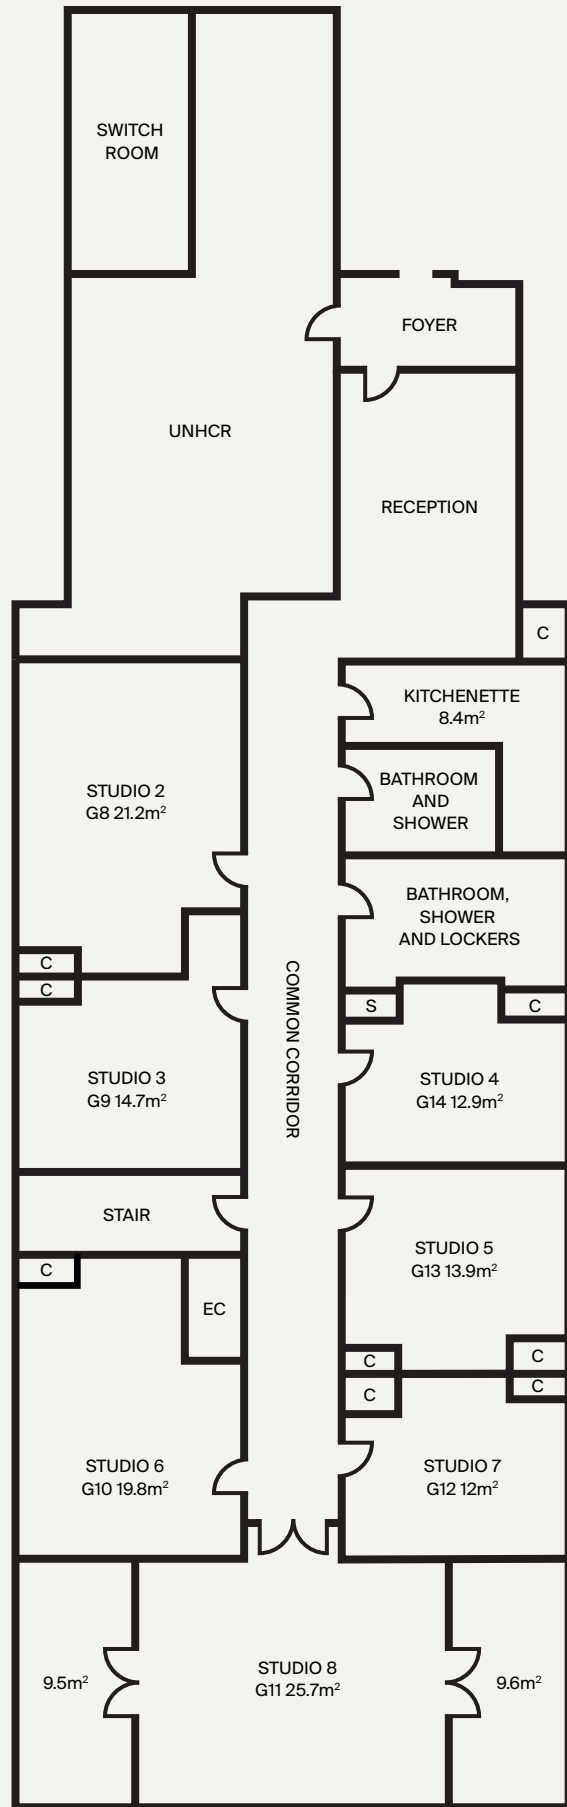 SWITCH
ROOM
FOYER
UNHCR
RECEPTION
C
KITCHENETTE
8.4m²
BATHROOM
AND
SHOWER
STUDIO 2
G8 21.2m²
BATHROOM,
SHOWER
AND LOCKERS
C
C
S
C
COMMON CORRIDOR
STUDIO 3
G9 14.7m²
STUDIO 4
G14 12.9m²
STAIR
STUDIO 5
G13 13.9m²
C
EC
C
C
C
C
STUDIO 6
G10 19.8m²
STUDIO 7
G12 12m²
9.5m²
STUDIO 8
G11 25.7m²
9.6m²